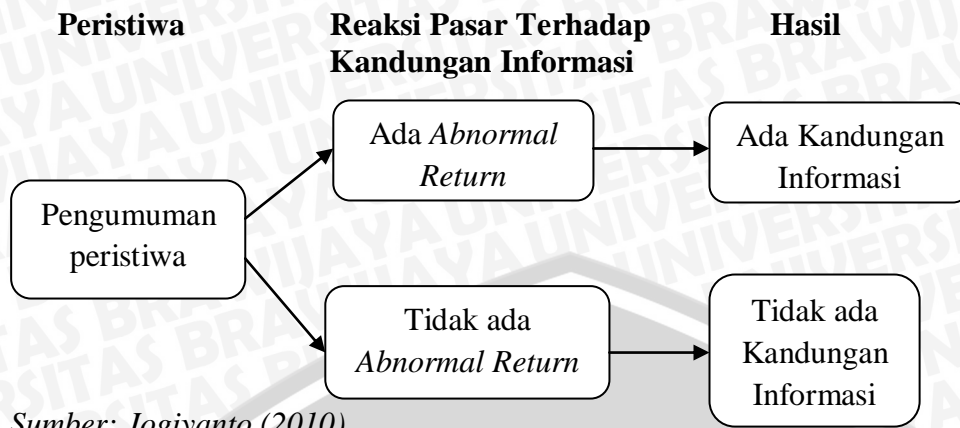 Peristiwa
Reaksi Pasar Terhadap
Kandungan Informasi
Hasil
Pengumuman
peristiwa
Ada Abnormal
Return
Ada Kandungan
Informasi
Tidak ada
Abnormal Return
Tidak ada
Kandungan
Informasi
Sumber: Jogiyanto (2010)